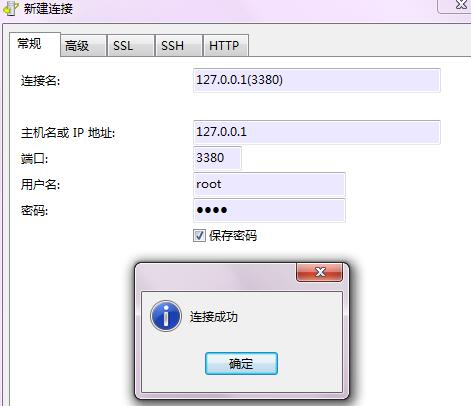 新建连接
常规 高级 SSL SSH HTTP
连接名: 127.0.0.1(3380)
主机名或 IP 地址: 127.0.0.1
端口: 3380
用户名: root
密码: ●●●●
保存密码
连接成功
确定